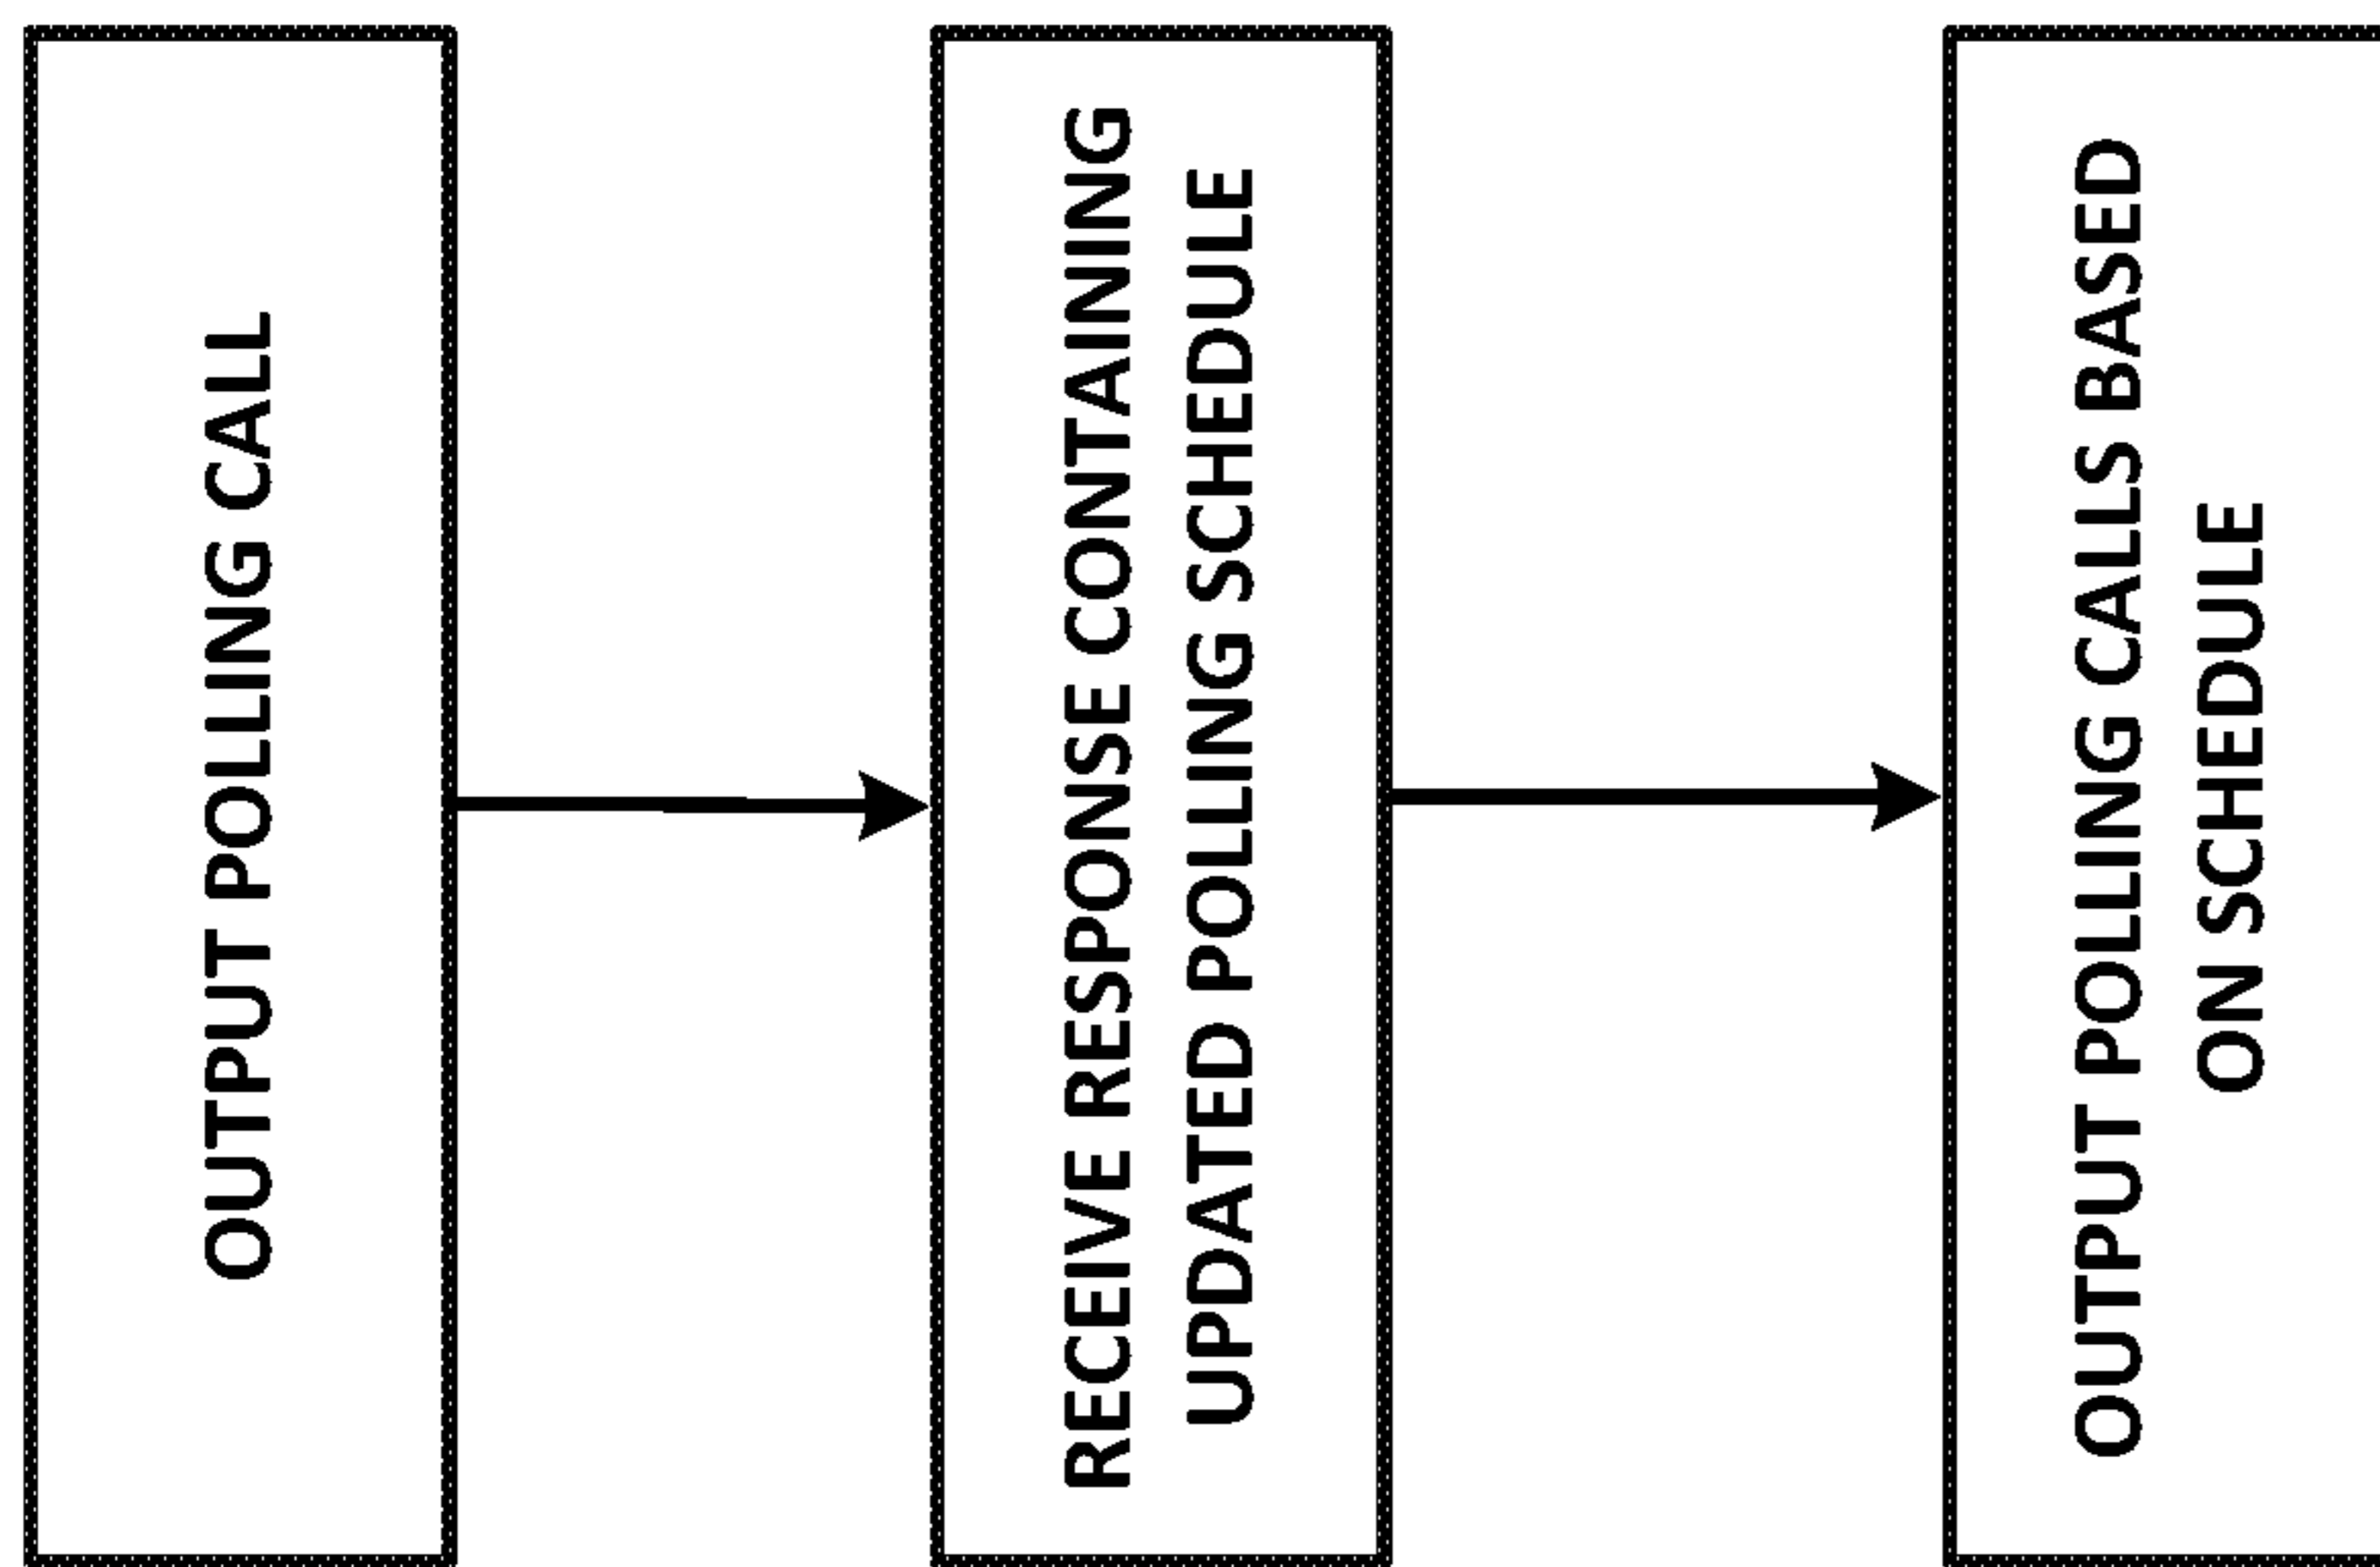 OUTPUT POLLING CALL
RECEIVE RESPONSE CONTAINING
UPDATED POLLING SCHEDULE
OUTPUT POLLING CALLS BASED
ON SCHEDULE